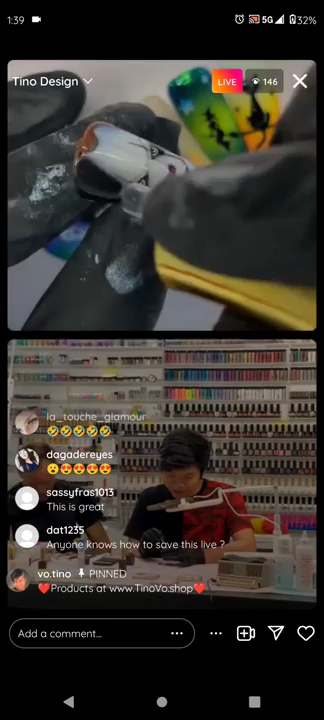 1:39
5G 32%
Tino Design
LIVE 146
la_touche_glamour
🤣🤣🤣🤣🤣
dagadereyes
😮😍😍😍😍
sassyfras1013
This is great
dat1235
Anyone knows how to save this live ?
vo.tino 📌 PINNED
❤️Products at www.TinoVo.shop❤️
Add a comment...